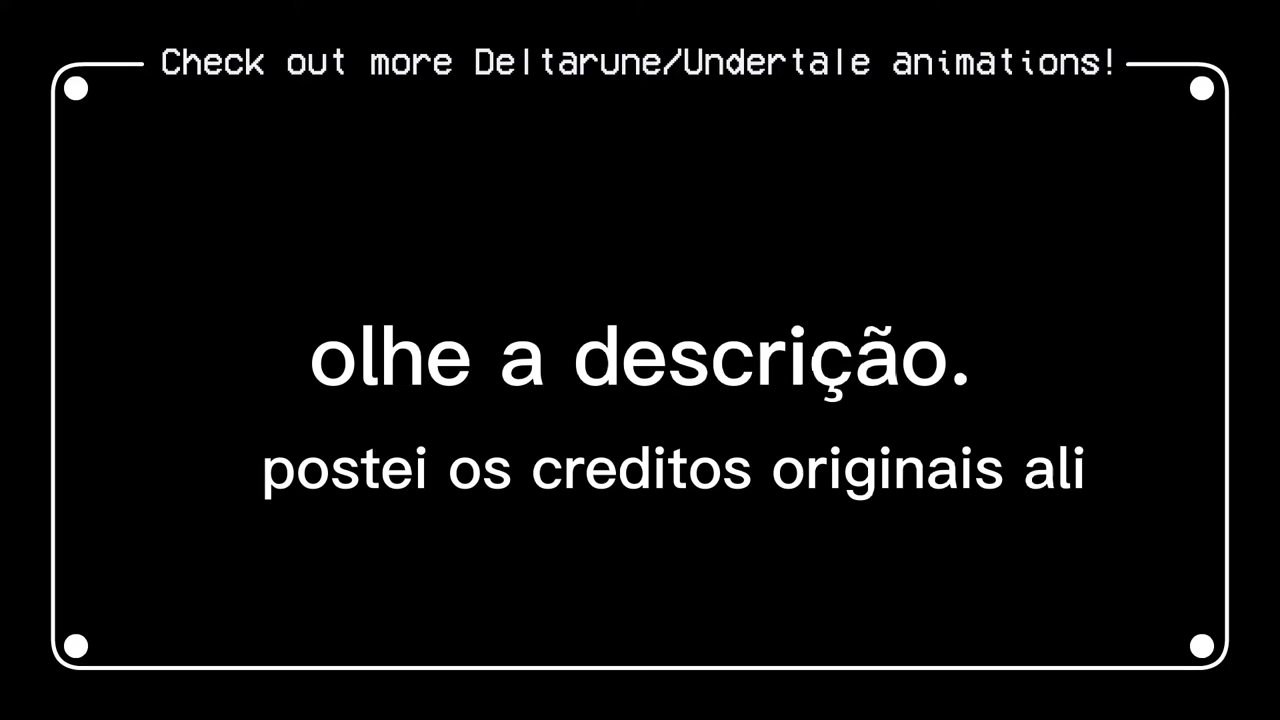 Check out more Deltarune/Undertale animations!
olhe a descrição.
postei os creditos originais ali